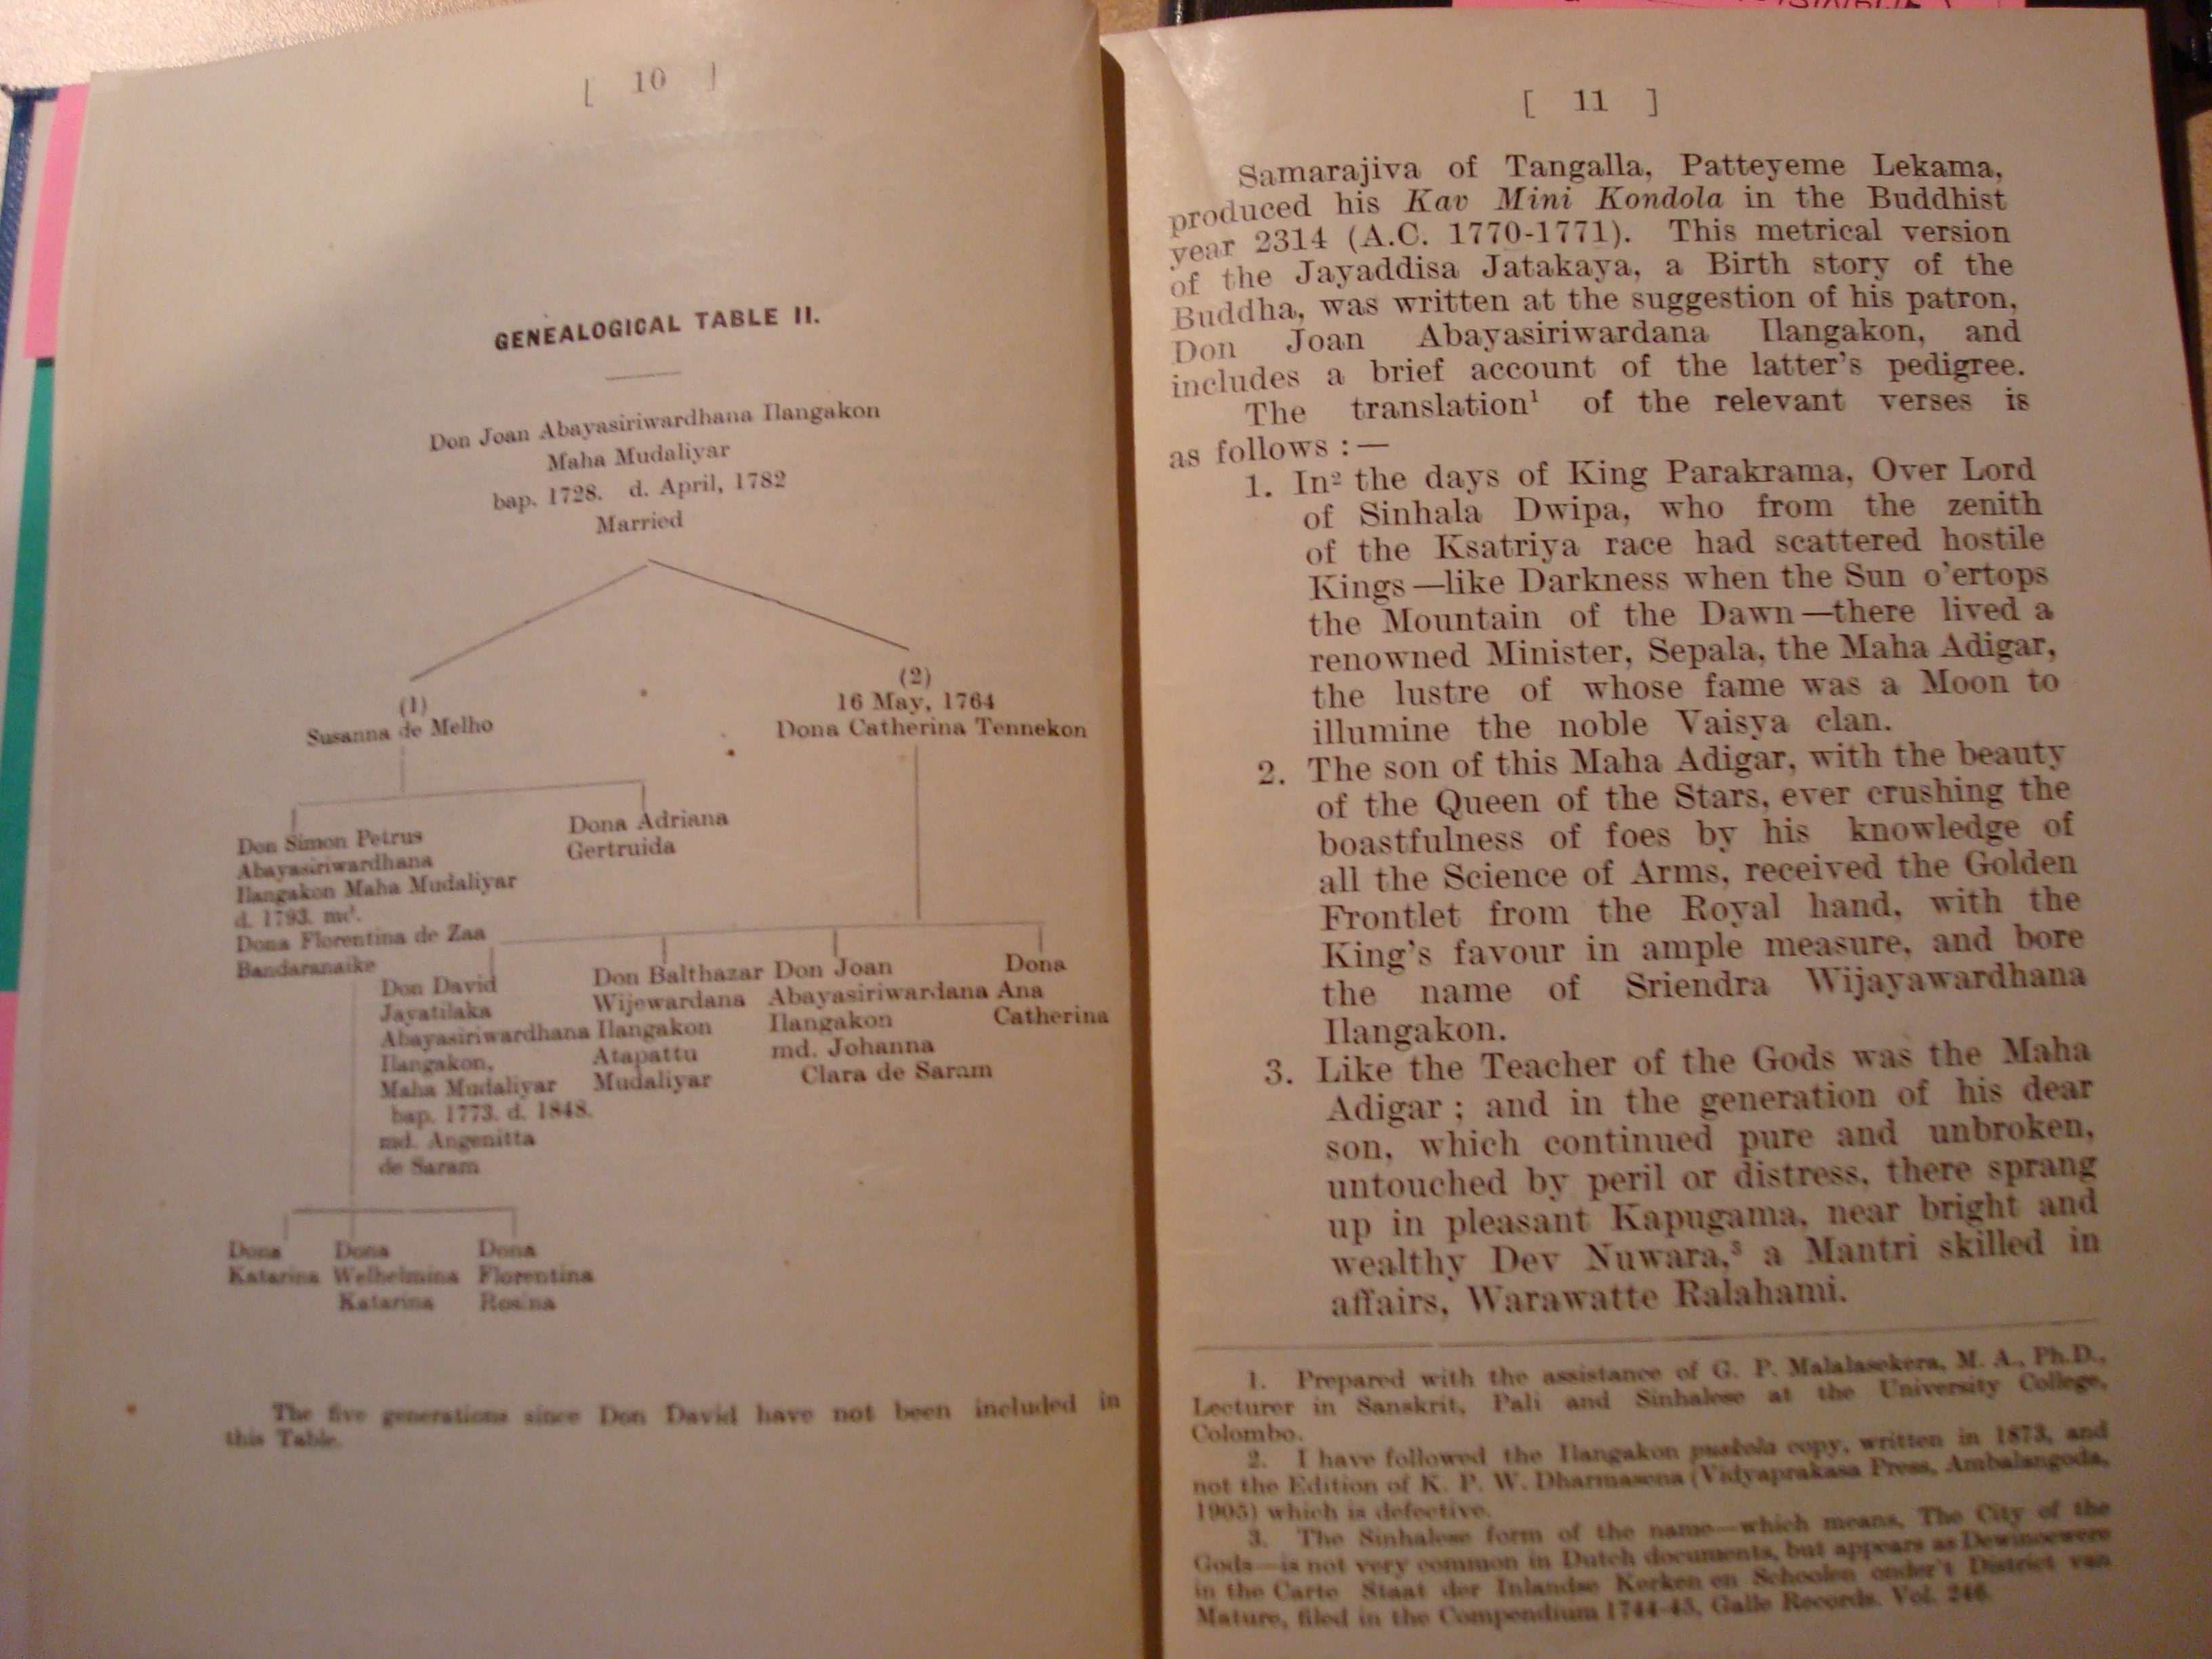 [ 10 ]
GENEALOGICAL TABLE II.
Don Joan Abayasiriwardhana Ilangakon
Maha Mudaliyar
bap. 1728. d. April, 1782
Married
(1)
Susanna de Melho
(2)
16 May, 1764
Dona Catherina Tennekon
Don Simon Petrus
Abayasiriwardhana
Ilangakon Maha Mudaliyar
d. 1793. md.
Dona Florentina de Zaa
Bandaranaike
Dona Adriana
Gertruida
Don David
Jayatilaka
Abayasiriwardhana
Ilangakon,
Maha Mudaliyar
bap. 1773. d. 1848.
md. Angenitta
de Saram
Don Balthazar
Wijewardana
Ilangakon
Atapattu
Mudaliyar
Don Joan
Abayasiriwardana
Ilangakon
md. Johanna
Clara de Saram
Dona
Ana
Catherina
Dona
Katarina
Dona
Welhelmina
Katarina
Dona
Florentina
Rosina
The five generations since Don David have not been included in
this Table.
[ 11 ]
Samarajiva of Tangalla, Patteyeme Lekama,
produced his Kav Mini Kondola in the Buddhist
year 2314 (A.C. 1770-1771). This metrical version
of the Jayaddisa Jatakaya, a Birth story of the
Buddha, was written at the suggestion of his patron,
Don Joan Abayasiriwardana Ilangakon, and
includes a brief account of the latter's pedigree.
The translation¹ of the relevant verses is
as follows :—
1. In² the days of King Parakrama, Over Lord
of Sinhala Dwipa, who from the zenith
of the Ksatriya race had scattered hostile
Kings—like Darkness when the Sun o'ertops
the Mountain of the Dawn—there lived a
renowned Minister, Sepala, the Maha Adigar,
the lustre of whose fame was a Moon to
illumine the noble Vaisya clan.
2. The son of this Maha Adigar, with the beauty
of the Queen of the Stars, ever crushing the
boastfulness of foes by his knowledge of
all the Science of Arms, received the Golden
Frontlet from the Royal hand, with the
King's favour in ample measure, and bore
the name of Sriendra Wijayawardhana
Ilangakon.
3. Like the Teacher of the Gods was the Maha
Adigar ; and in the generation of his dear
son, which continued pure and unbroken,
untouched by peril or distress, there sprang
up in pleasant Kapugama, near bright and
wealthy Dev Nuwara,³ a Mantri skilled in
affairs, Warawatte Ralahami.
1. Prepared with the assistance of G. P. Malalasekera, M. A., Ph.D.,
Lecturer in Sanskrit, Pali and Sinhalese at the University College,
Colombo.
2. I have followed the Ilangakon puskola copy, written in 1873, and
not the Edition of K. P. W. Dharmasena (Vidyaprakasa Press, Ambalangoda,
1905) which is defective.
3. The Sinhalese form of the name—which means, The City of the
Gods—is not very common in Dutch documents, but appears as Dewinoewere
in the Carte Staat der Inlandse Kerken en Schoolen onder't District van
Mature, filed in the Compendium 1744-45, Galle Records. Vol. 246.